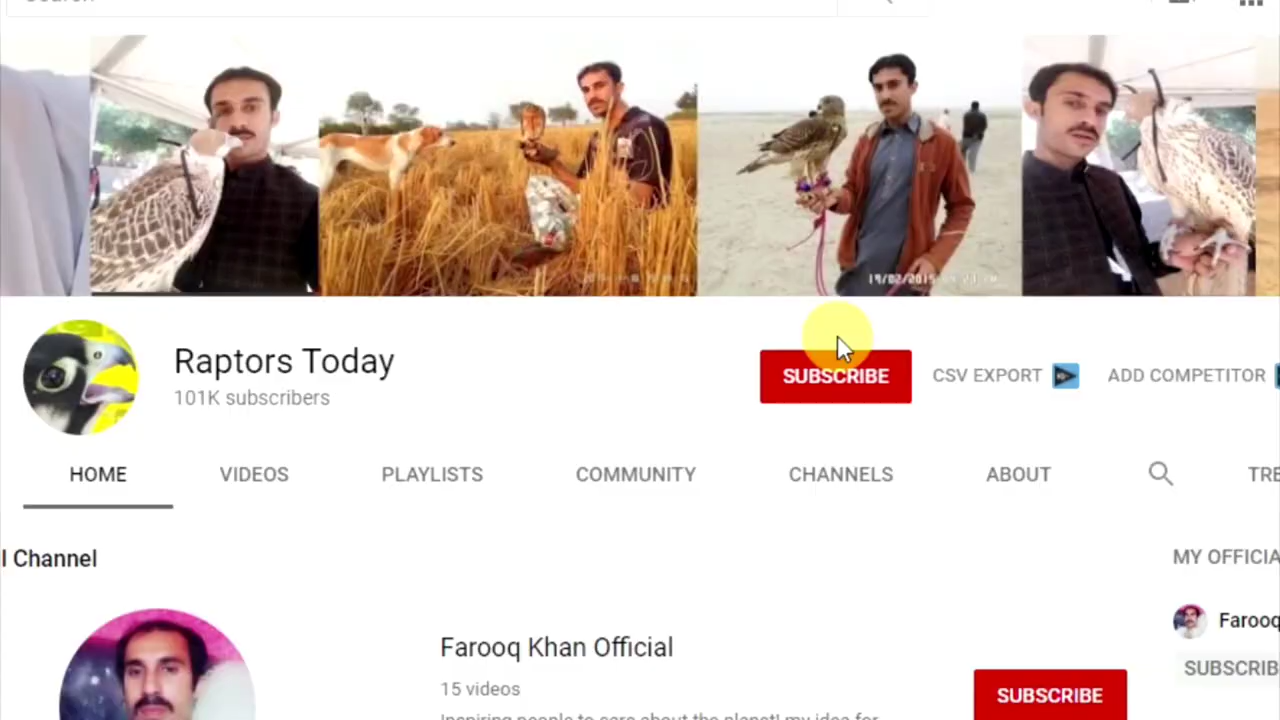 Raptors Today
101K subscribers
SUBSCRIBE
CSV EXPORT
ADD COMPETITOR
HOME
VIDEOS
PLAYLISTS
COMMUNITY
CHANNELS
ABOUT
l Channel
MY OFFICIA
Farooq Khan Official
15 videos
SUBSCRIBE
Farooq
SUBSCRIB